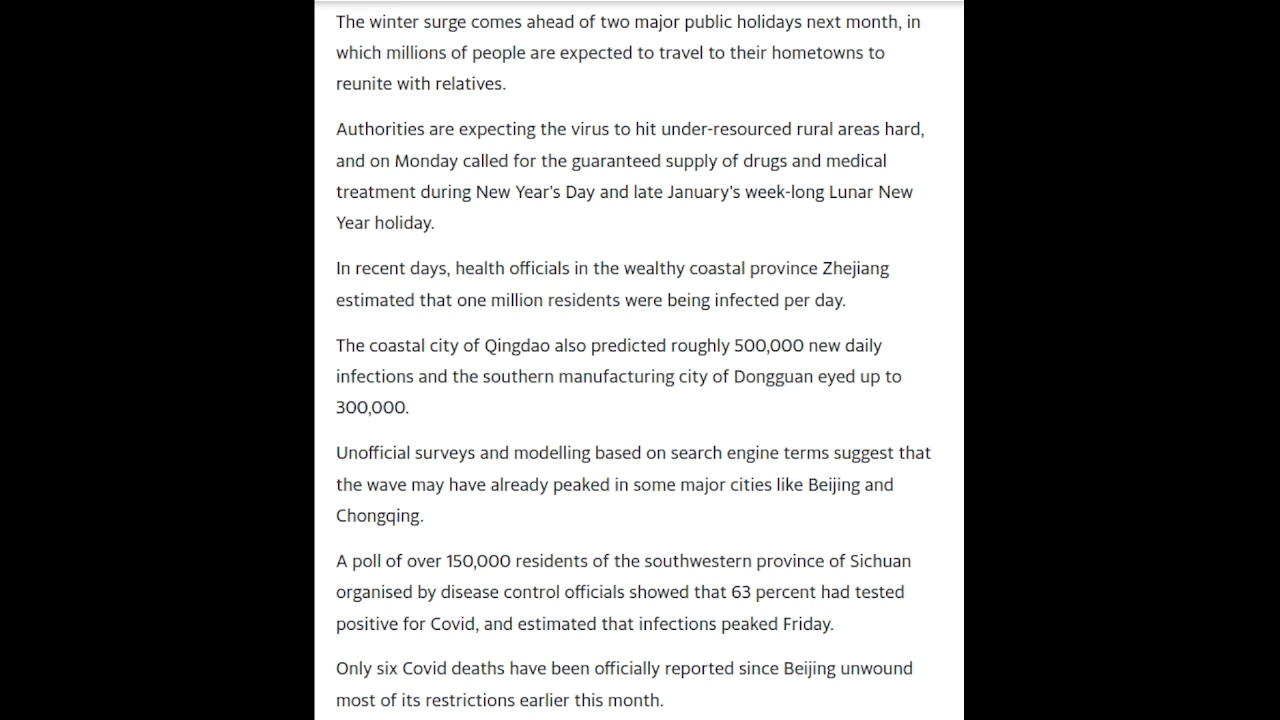 The winter surge comes ahead of two major public holidays next month, in
which millions of people are expected to travel to their hometowns to
reunite with relatives.
Authorities are expecting the virus to hit under-resourced rural areas hard,
and on Monday called for the guaranteed supply of drugs and medical
treatment during New Year's Day and late January's week-long Lunar New
Year holiday.
In recent days, health officials in the wealthy coastal province Zhejiang
estimated that one million residents were being infected per day.
The coastal city of Qingdao also predicted roughly 500,000 new daily
infections and the southern manufacturing city of Dongguan eyed up to
300,000.
Unofficial surveys and modelling based on search engine terms suggest that
the wave may have already peaked in some major cities like Beijing and
Chongqing.
A poll of over 150,000 residents of the southwestern province of Sichuan
organised by disease control officials showed that 63 percent had tested
positive for Covid, and estimated that infections peaked Friday.
Only six Covid deaths have been officially reported since Beijing unwound
most of its restrictions earlier this month.